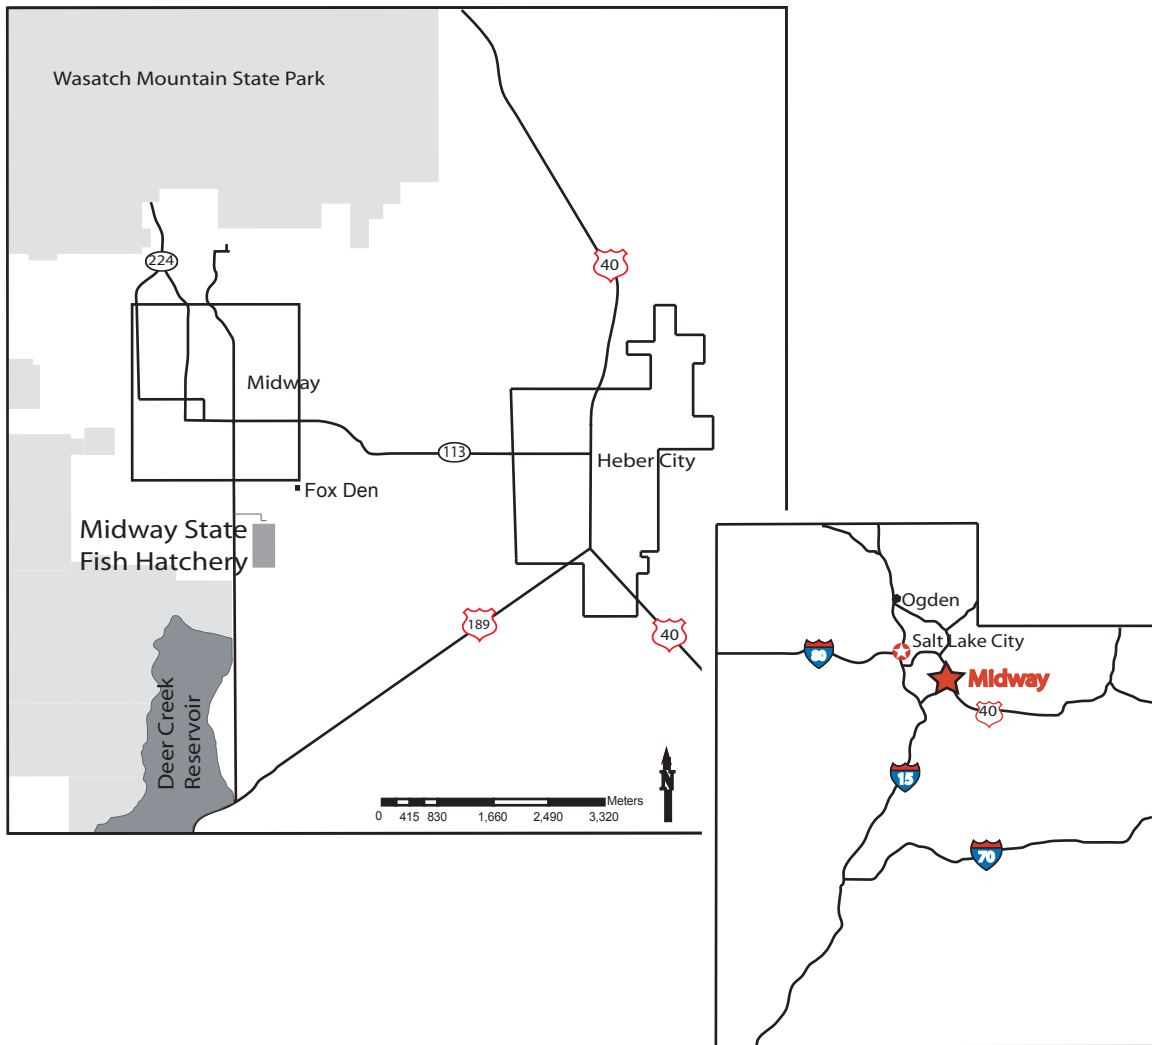 Wasatch Mountain State Park
224
40
Midway
113
Heber City
Fox Den
Midway State
Fish Hatchery
189
40
Deer Creek
Reservoir
N
Meters
0 415 830 1,660 2,490 3,320
Ogden
Salt Lake City
80
Midway
40
15
70